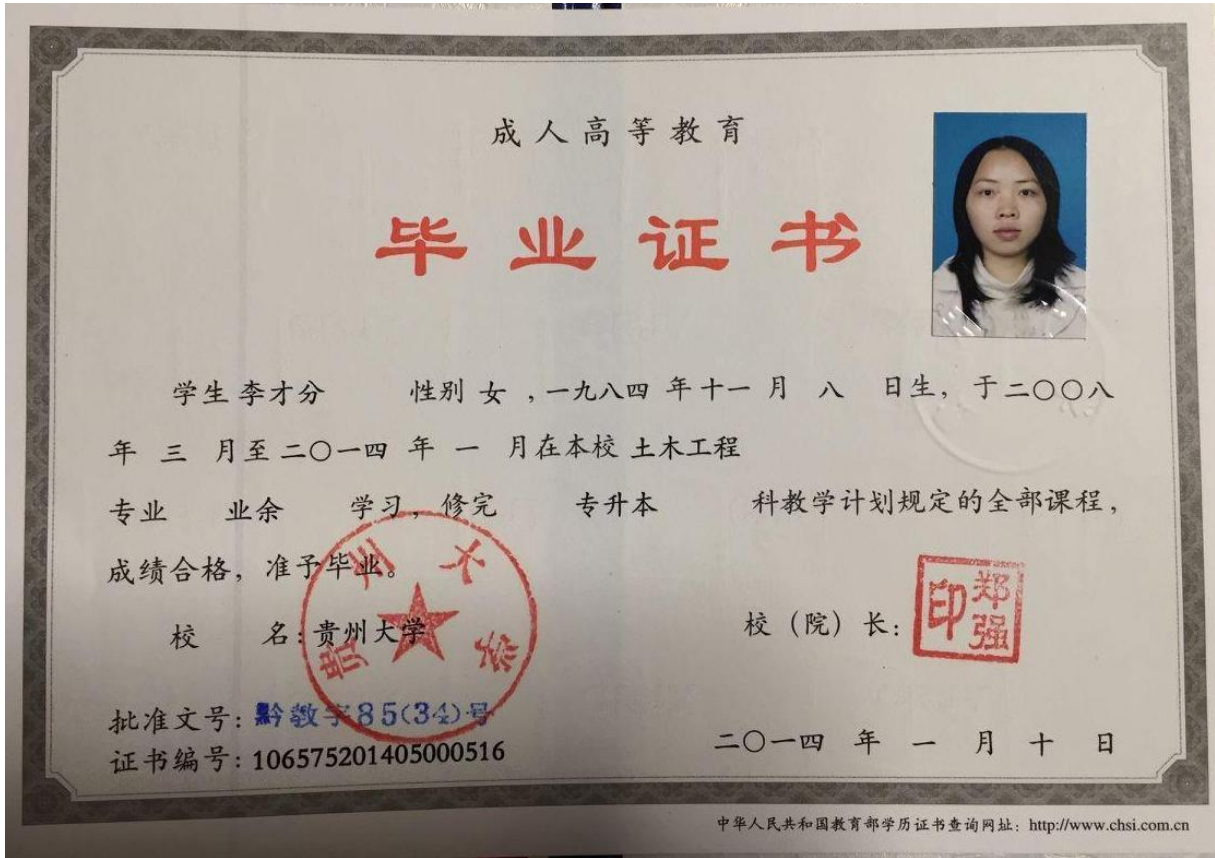 成人高等教育
毕业证书
学生 李才分 性别 女 ,一九八四 年十一 月 八 日生，于二〇〇八
年 三 月至二〇一四 年 一 月在本校 土木工程
专业 业余 学习，修完 专升本 科教学计划规定的全部课程，
成绩合格，准予毕业。
贵州大学
校 名：贵州大学
校（院）长：
郑强印
批准文号：黔教字85(34)号
证书编号：106575201405000516
二〇一四 年 一 月 十 日
中华人民共和国教育部学历证书查询网址：http://www.chsi.com.cn